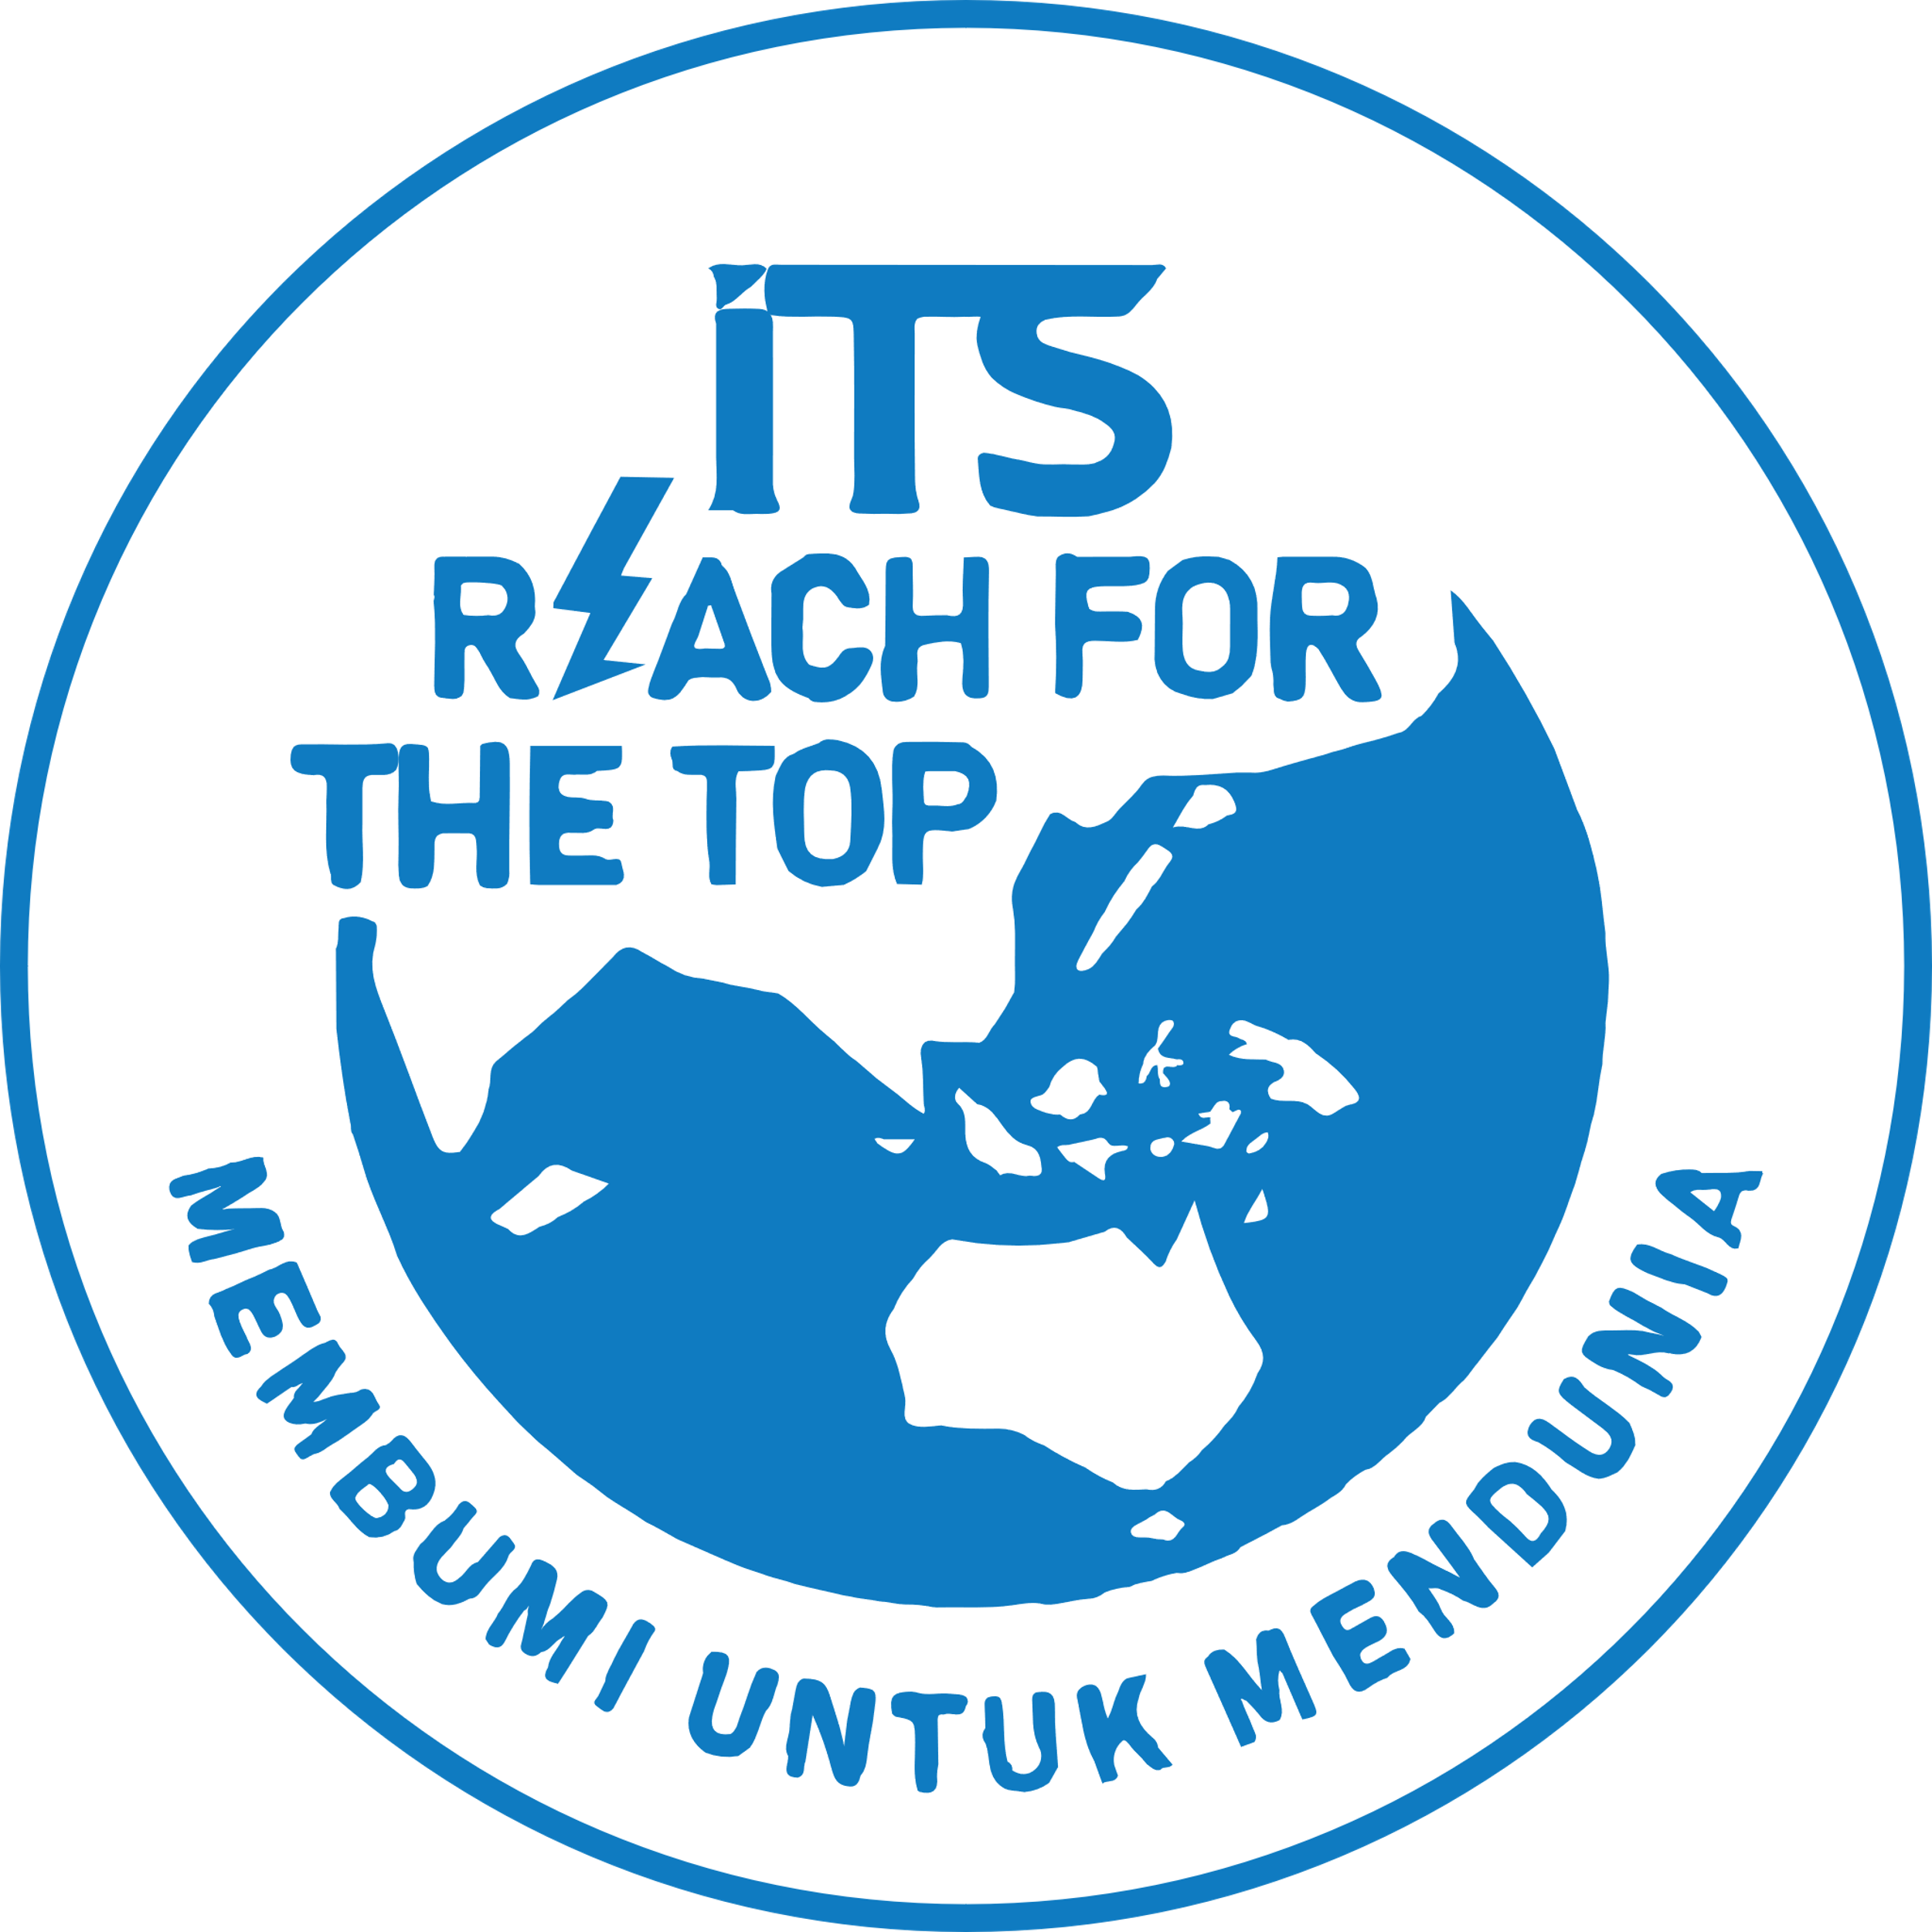 iTS
REACH FOR
THE TOP
MEMBUMI UNTUK MENDUNIA